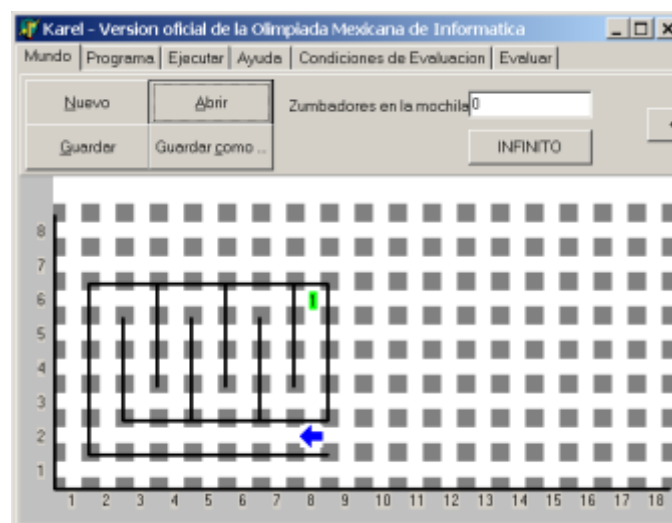 Karel - Version oficial de la Olimpiada Mexicana de Informatica
Mundo Programa Ejecutar Ayuda Condiciones de Evaluacion Evaluar
Nuevo Abrir Zumbadores en la mochila 0
Guardar Guardar como .. INFINITO
8
7
6 1
5
4
3
2
1
1 2 3 4 5 6 7 8 9 10 11 12 13 14 15 16 17 18